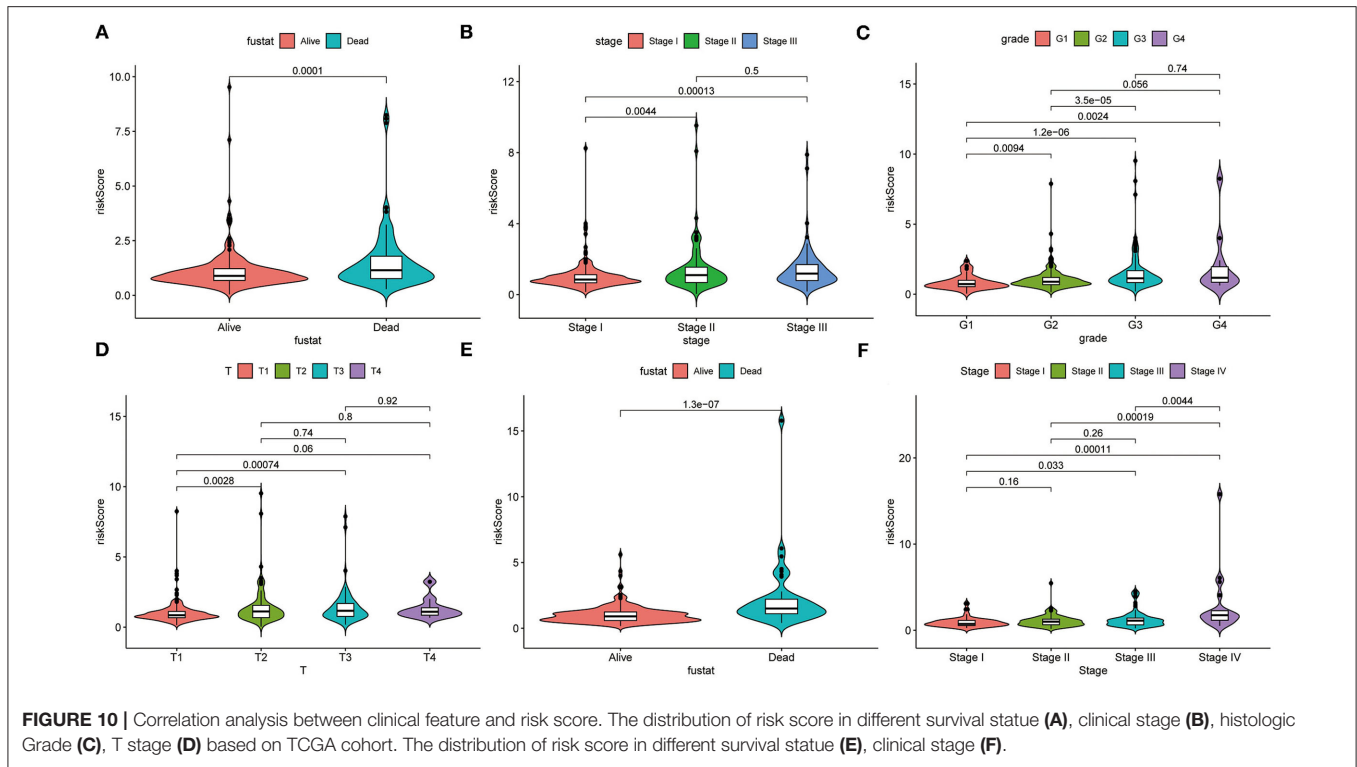 A
fustat Alive Dead
0.0001
10.0
7.5
5.0
2.5
0.0
riskScore
Alive Dead
fustat
B
stage Stage I Stage II Stage III
0.5
0.00013
0.0044
12
8
4
0
riskScore
Stage I Stage II Stage III
stage
C
grade G1 G2 G3 G4
0.74
0.056
3.5e−05
0.0024
1.2e−06
0.0094
15
10
5
0
riskScore
G1 G2 G3 G4
grade
D
T T1 T2 T3 T4
0.92
0.8
0.74
0.06
0.00074
0.0028
15
10
5
0
riskScore
T1 T2 T3 T4
T
E
fustat Alive Dead
1.3e−07
15
10
5
0
riskScore
Alive Dead
fustat
F
Stage Stage I Stage II Stage III Stage IV
0.0044
0.00019
0.26
0.00011
0.033
0.16
20
10
0
riskScore
Stage I Stage II Stage III Stage IV
Stage
FIGURE 10 | Correlation analysis between clinical feature and risk score. The distribution of risk score in different survival statue (A), clinical stage (B), histologic
Grade (C), T stage (D) based on TCGA cohort. The distribution of risk score in different survival statue (E), clinical stage (F).